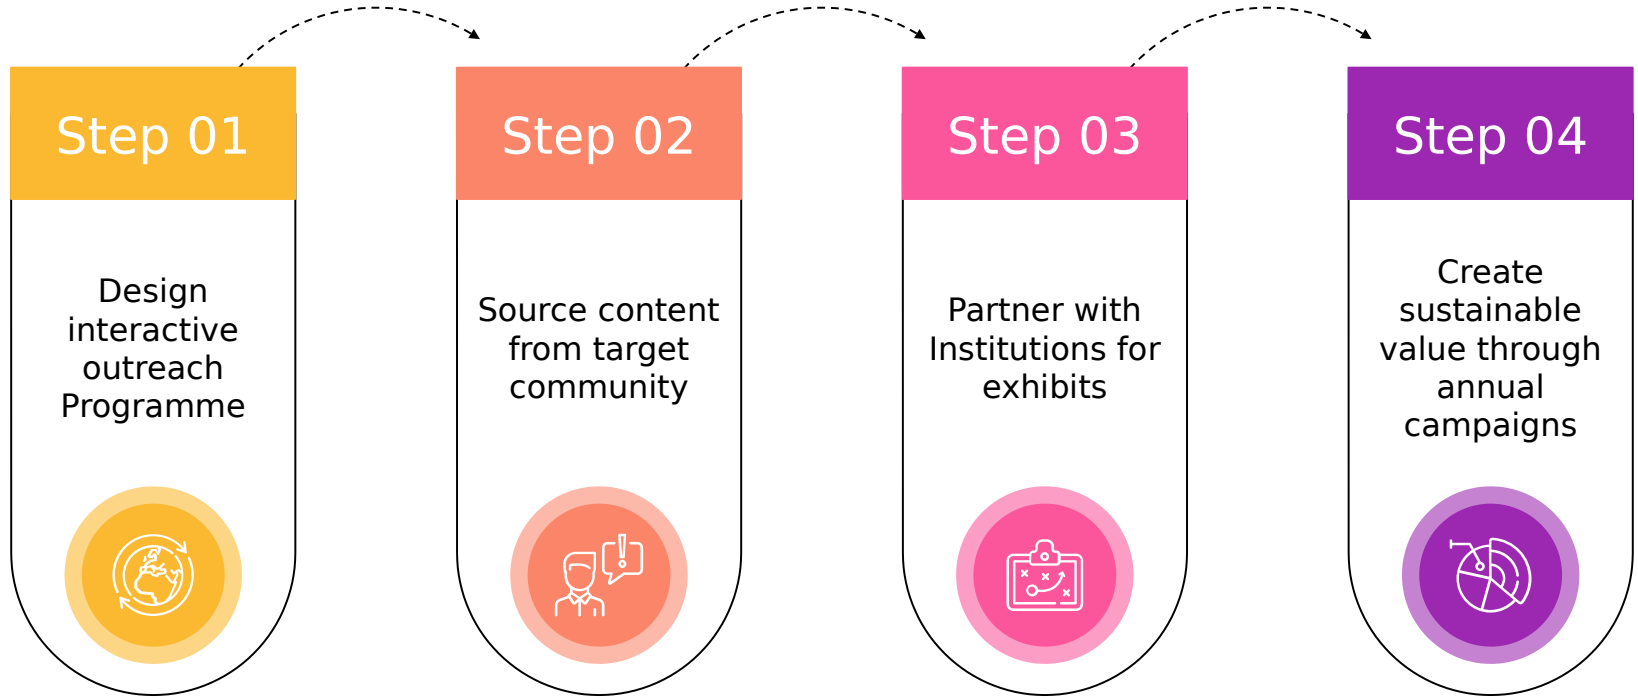 Step 01
Design
interactive
outreach
Programme
Step 02
Source content
from target
community
Step 03
Partner with
Institutions for
exhibits
Step 04
Create
sustainable
value through
annual
campaigns